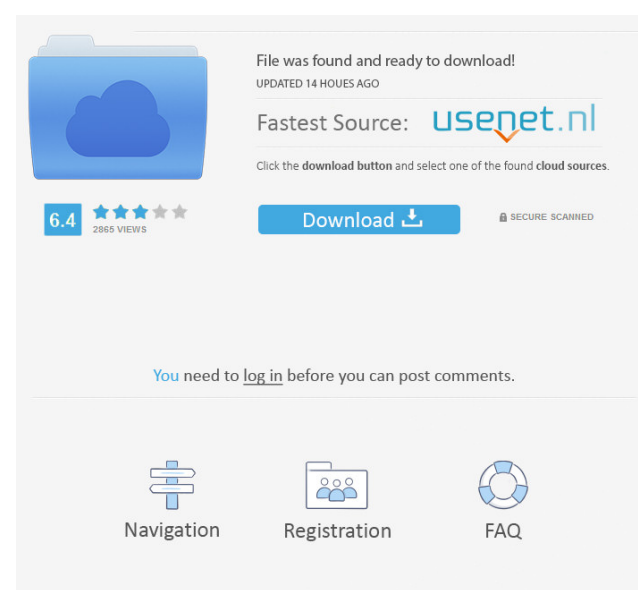 File was found and ready to download!
UPDATED 14 HOUES AGO
Fastest Source: usenet.nl
Click the download button and select one of the found cloud sources.
6.4
2865 VIEWS
Download
SECURE SCANNED
You need to log in before you can post comments.
Navigation
Registration
FAQ